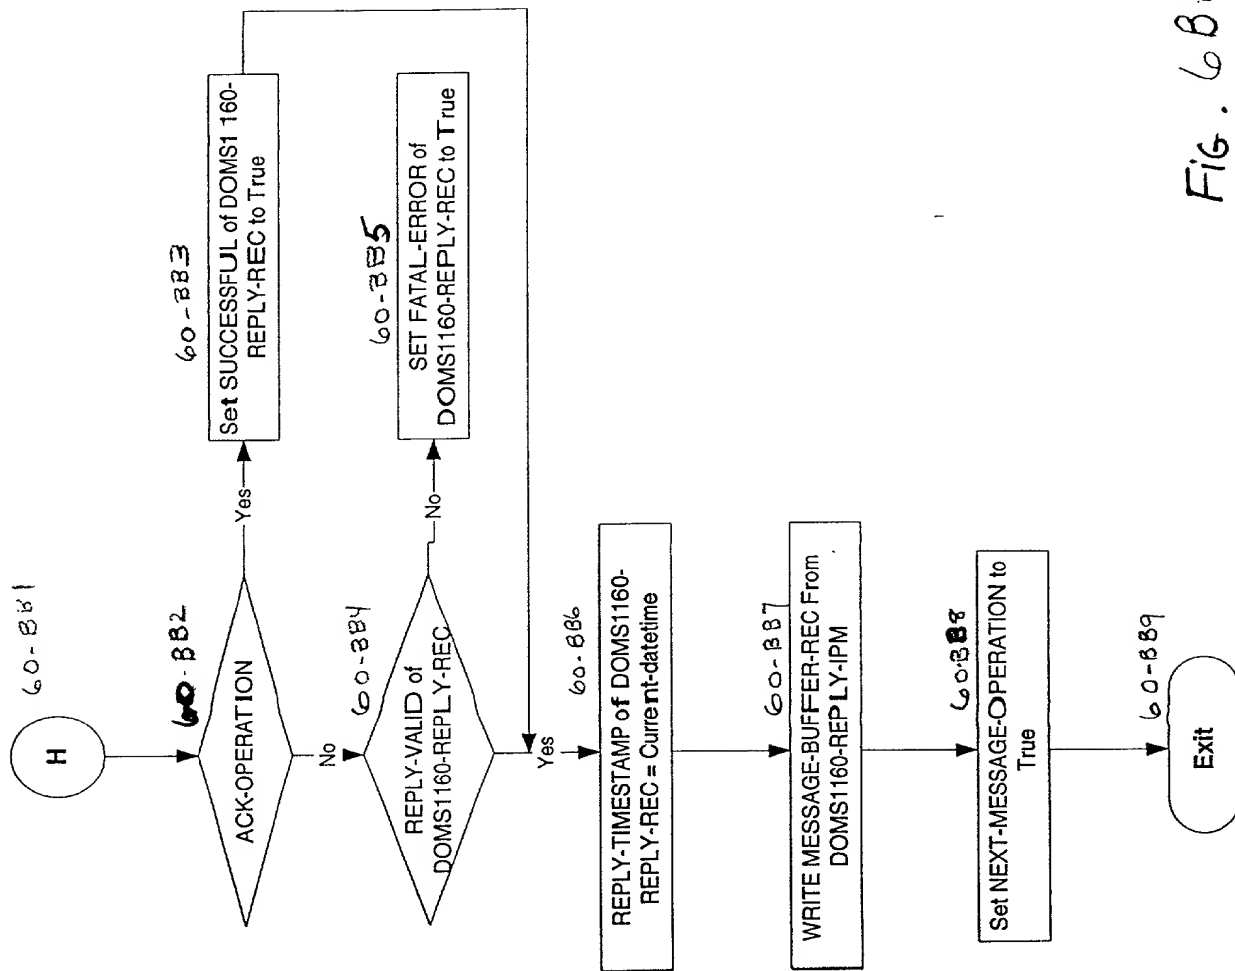 60-BB1
H
60-BB2
ACK-OPERATION
Yes
60-BB3
Set SUCCESSFUL of DOMS1 160-
REPLY-REC to True
No
60-BB4
REPLY-VALID of
DOMS1160-REPLY-REC
No
60-BB5
SET FATAL-ERROR of
DOMS1160-REPLY-REC to True
Yes
60-BB6
REPLY-TIMESTAMP of DOMS1160-
REPLY-REC = Current-datetime
60-BB7
WRITE MESSAGE-BUFFER-REC From
DOMS1160-REPLY-IPM
60-BB8
Set NEXT-MESSAGE-OPERATION to
True
60-BB9
Exit
FIG. 6B